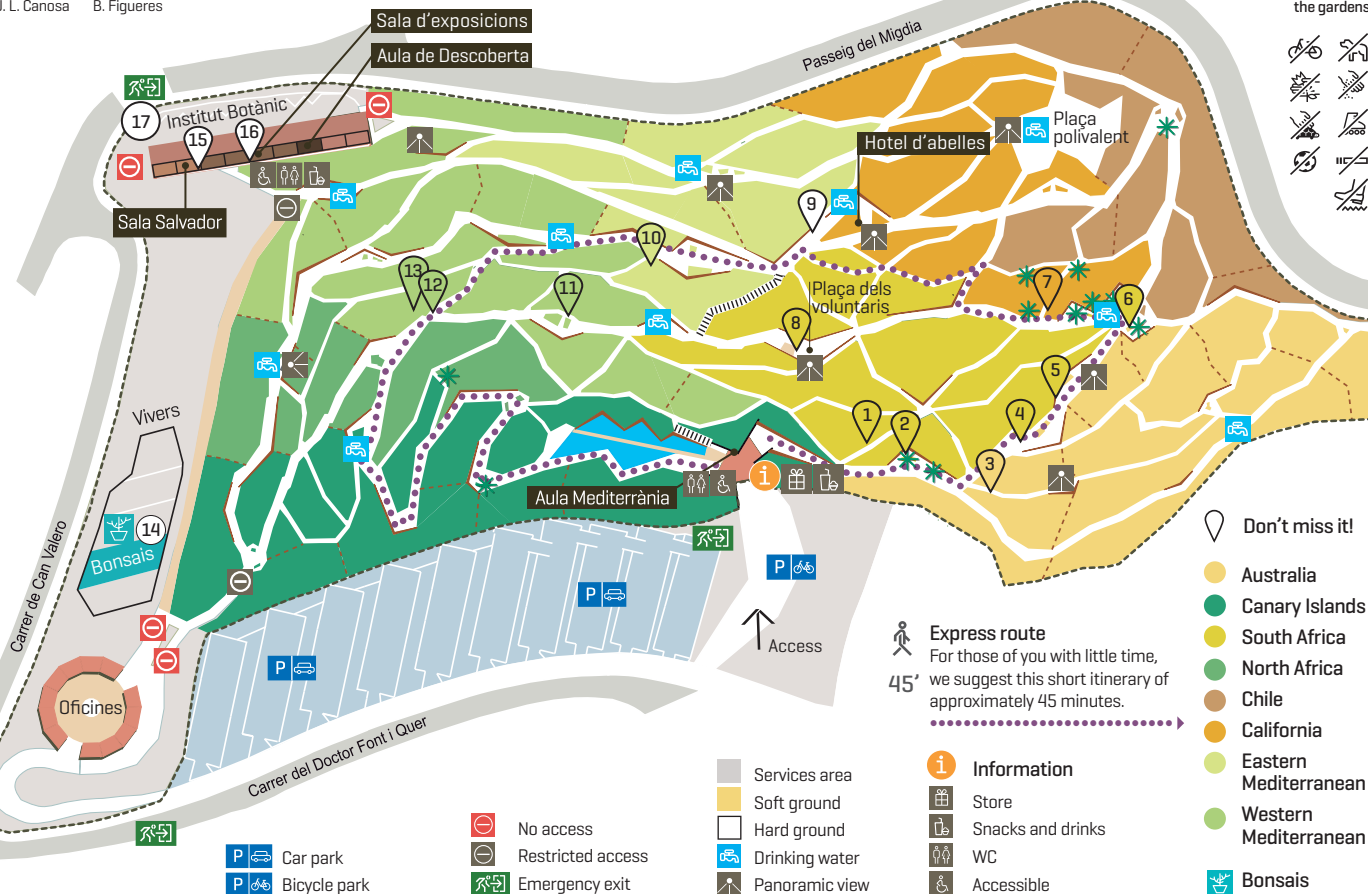 J. L. Canosa B. Figueres
the gardens
Sala d'exposicions
Aula de Descoberta
Passeig del Migdia
Institut Botànic
17
15
16
Sala Salvador
Plaça
polivalent
Hotel d'abelles
9
10
13
12
11
Plaça dels
voluntaris
8
7
6
5
4
3
2
1
Vivers
14
Bonsais
Carrer de Can Valero
Aula Mediterrània
i
P
P
P
Access
Oficines
Carrer del Doctor Font i Quer
Express route
For those of you with little time,
45' we suggest this short itinerary of
approximately 45 minutes.
Don't miss it!
Australia
Canary Islands
South Africa
North Africa
Chile
California
Eastern
Mediterranean
Western
Mediterranean
Bonsais
P Car park
P Bicycle park
No access
Restricted access
Emergency exit
Services area
Soft ground
Hard ground
Drinking water
Panoramic view
i Information
Store
Snacks and drinks
WC
Accessible